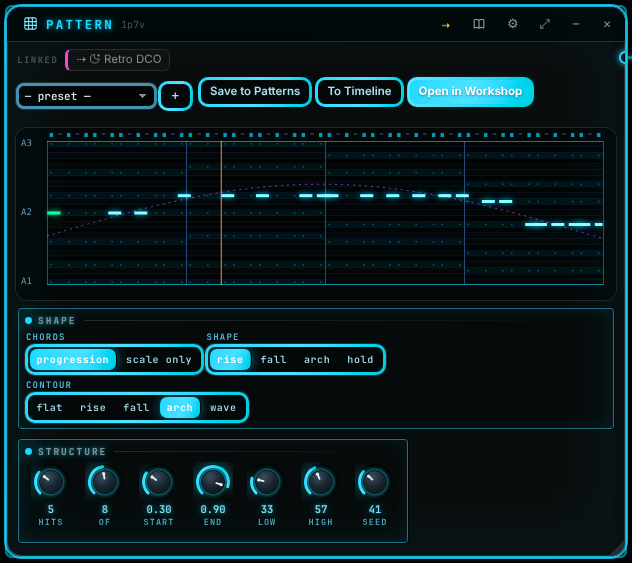 PATTERN 1p7v
LINKED ⇢ Retro DCO
— preset — + Save to Patterns To Timeline Open in Workshop
A3
A2
A1
SHAPE
CHORDS SHAPE
progression scale only rise fall arch hold
CONTOUR
flat rise fall arch wave
STRUCTURE
5 8 0.30 0.90 33 57 41
HITS OF START END LOW HIGH SEED